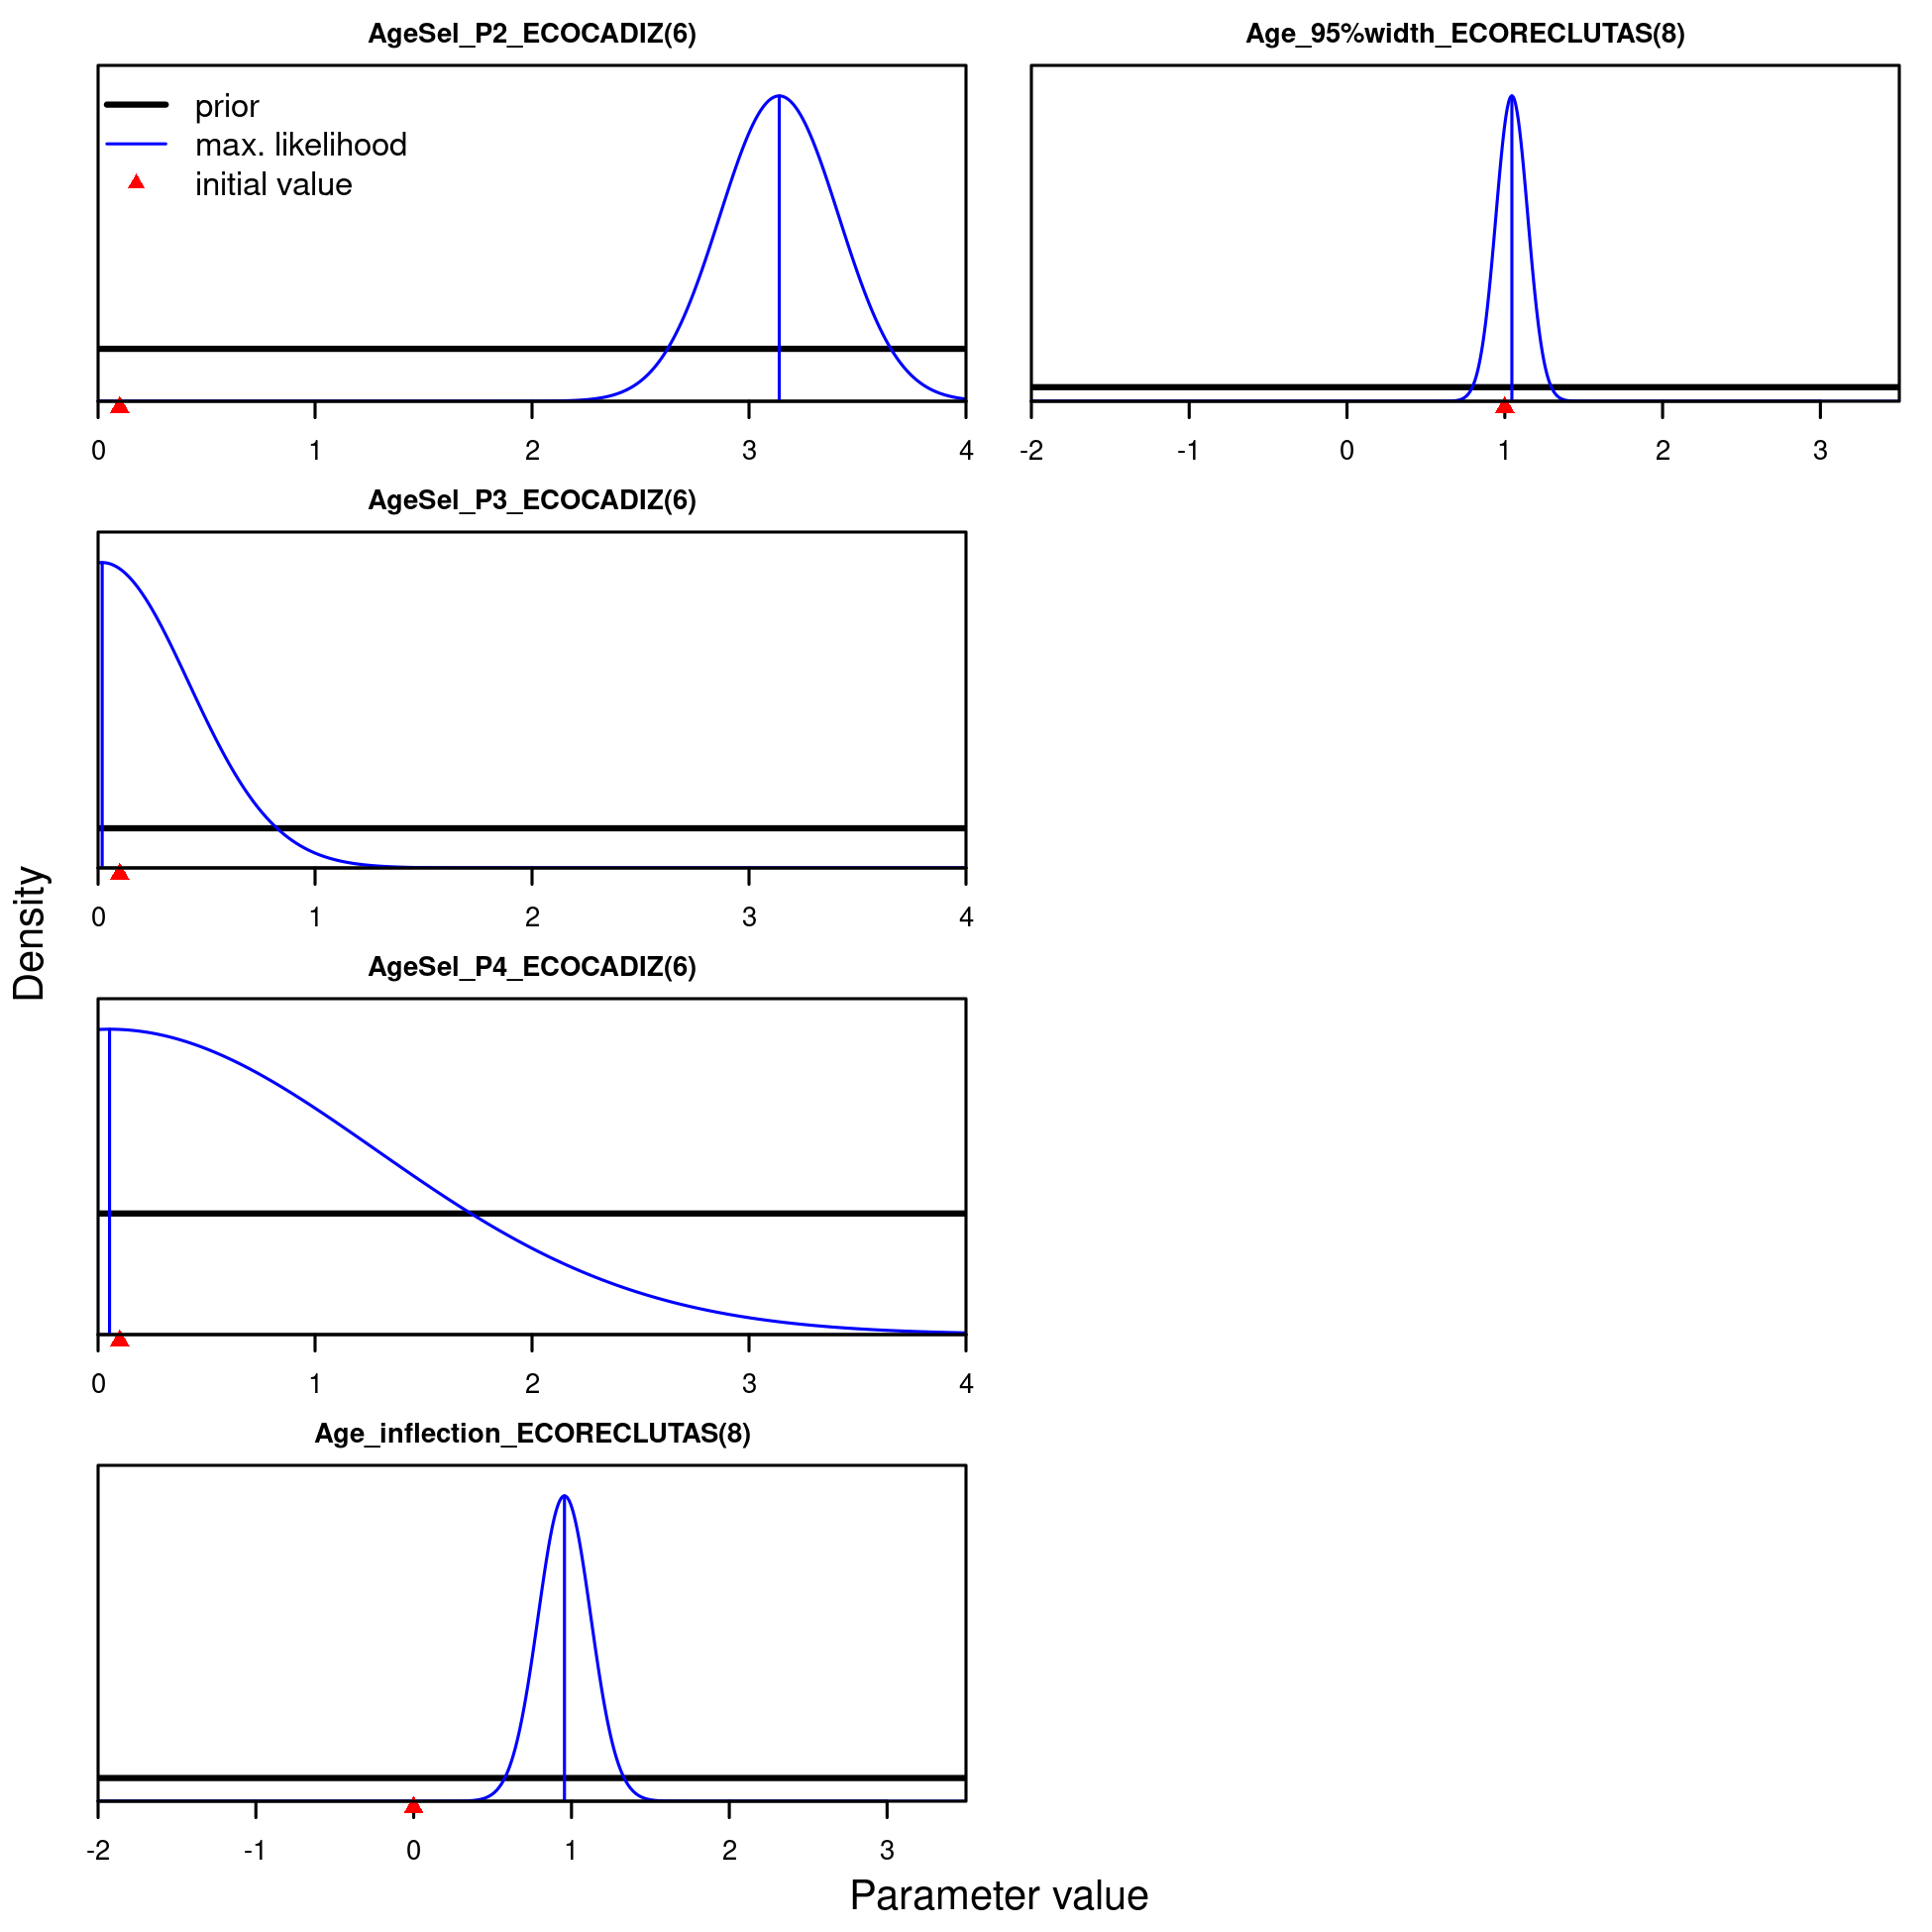 AgeSel_P2_ECOCADIZ(6)
prior
max. likelihood
initial value
0 1 2 3 4
Age_95%width_ECORECLUTAS(8)
-2 -1 0 1 2 3
AgeSel_P3_ECOCADIZ(6)
0 1 2 3 4
AgeSel_P4_ECOCADIZ(6)
0 1 2 3 4
Age_inflection_ECORECLUTAS(8)
-2 -1 0 1 2 3
Density
Parameter value